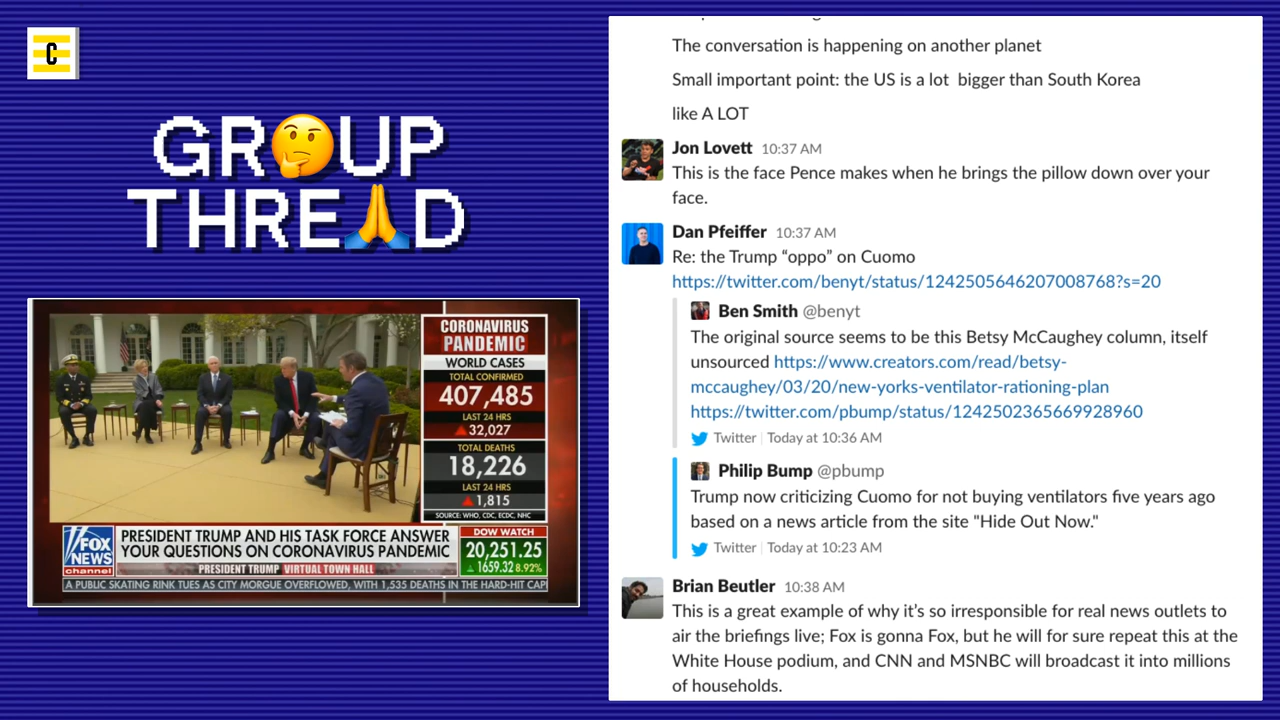 C
GR🤔UP
THRE🙏D
CORONAVIRUS
PANDEMIC
WORLD CASES
TOTAL CONFIRMED
407,485
LAST 24 HRS
32,027
TOTAL DEATHS
18,226
LAST 24 HRS
1,815
SOURCE: WHO, CDC, ECDC, NHC
FOX
NEWS
channel
PRESIDENT TRUMP AND HIS TASK FORCE ANSWER
YOUR QUESTIONS ON CORONAVIRUS PANDEMIC
PRESIDENT TRUMP VIRTUAL TOWN HALL
DOW WATCH
20,251.25
1659.32 8.92%
A PUBLIC SKATING RINK TUES AS CITY MORGUE OVERFLOWED, WITH 1,535 DEATHS IN THE HARD-HIT CAPI
The conversation is happening on another planet
Small important point: the US is a lot  bigger than South Korea
like A LOT
Jon Lovett 10:37 AM
This is the face Pence makes when he brings the pillow down over your
face.
Dan Pfeiffer 10:37 AM
Re: the Trump “oppo” on Cuomo
https://twitter.com/benyt/status/1242505646207008768?s=20
Ben Smith @benyt
The original source seems to be this Betsy McCaughey column, itself
unsourced https://www.creators.com/read/betsy-
mccaughey/03/20/new-yorks-ventilator-rationing-plan
https://twitter.com/pbump/status/1242502365669928960
Twitter | Today at 10:36 AM
Philip Bump @pbump
Trump now criticizing Cuomo for not buying ventilators five years ago
based on a news article from the site "Hide Out Now."
Twitter | Today at 10:23 AM
Brian Beutler 10:38 AM
This is a great example of why it’s so irresponsible for real news outlets to
air the briefings live; Fox is gonna Fox, but he will for sure repeat this at the
White House podium, and CNN and MSNBC will broadcast it into millions
of households.